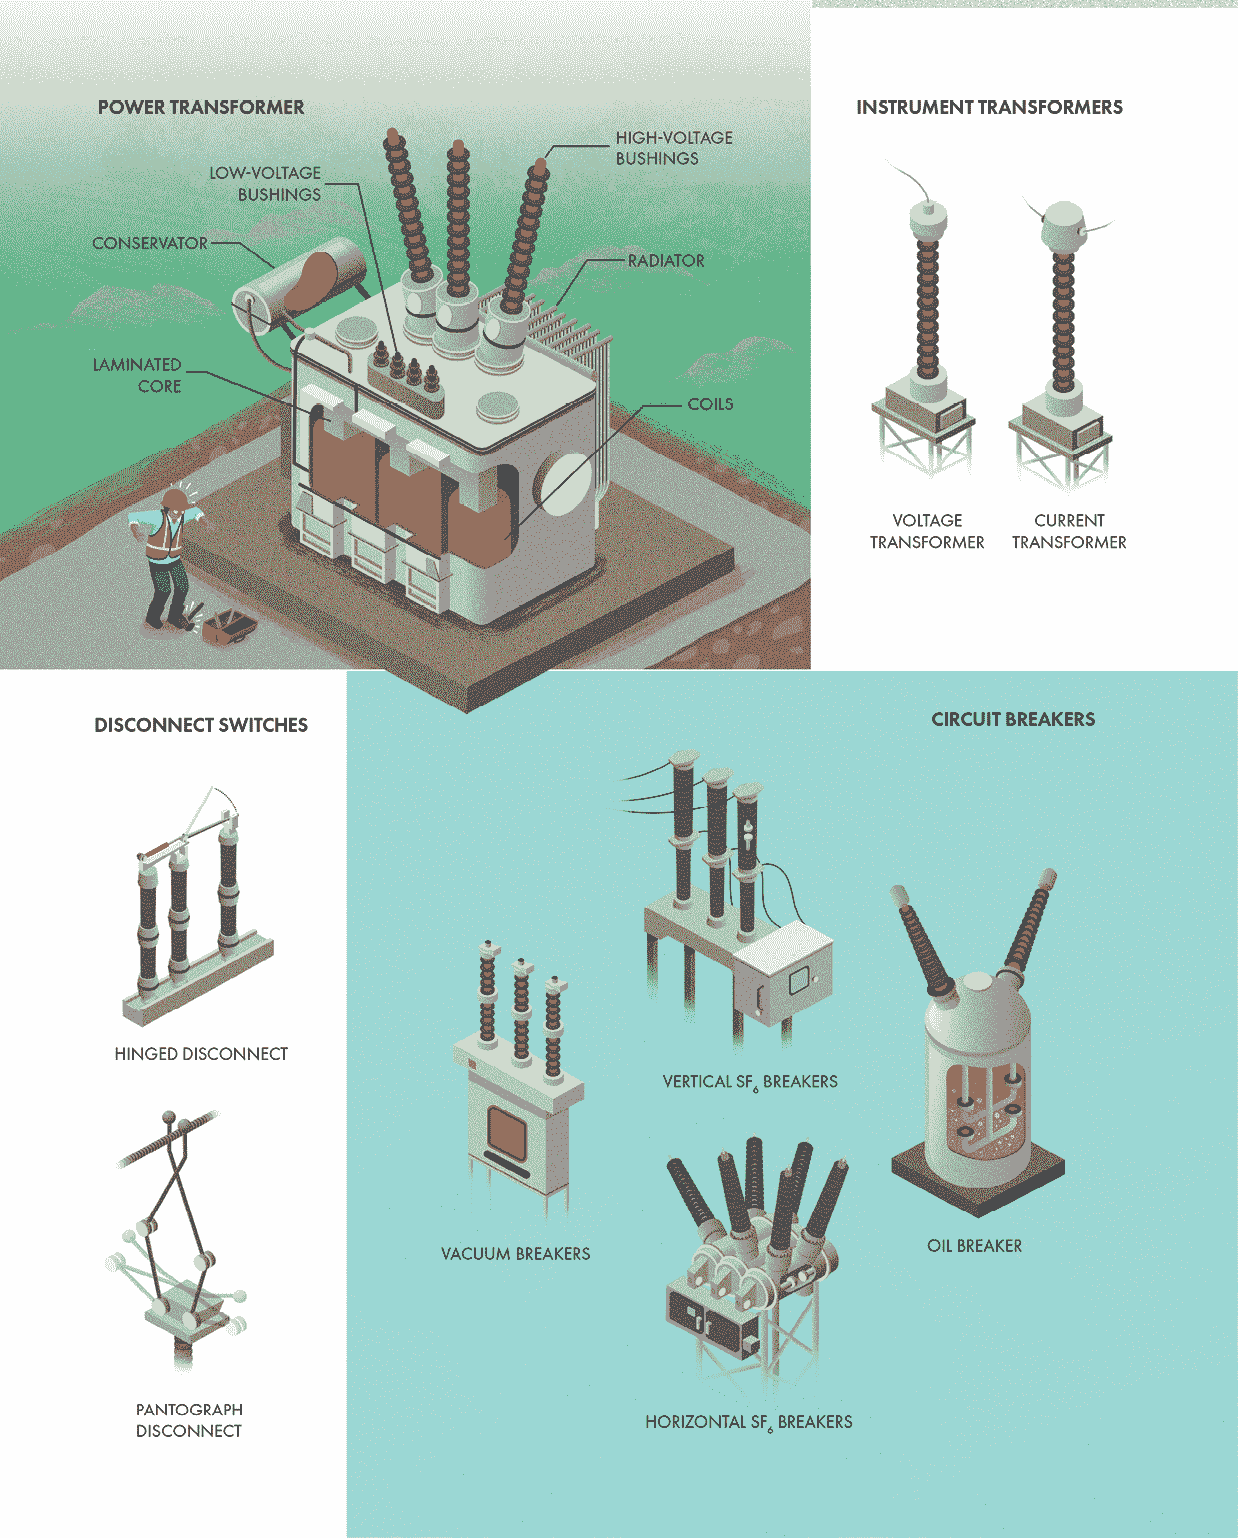 POWER TRANSFORMER
HIGH-VOLTAGE
BUSHINGS
LOW-VOLTAGE
BUSHINGS
CONSERVATOR
RADIATOR
LAMINATED
CORE
COILS
INSTRUMENT TRANSFORMERS
VOLTAGE
TRANSFORMER
CURRENT
TRANSFORMER
DISCONNECT SWITCHES
HINGED DISCONNECT
PANTOGRAPH
DISCONNECT
CIRCUIT BREAKERS
VERTICAL SF₆ BREAKERS
VACUUM BREAKERS
OIL BREAKER
HORIZONTAL SF₆ BREAKERS